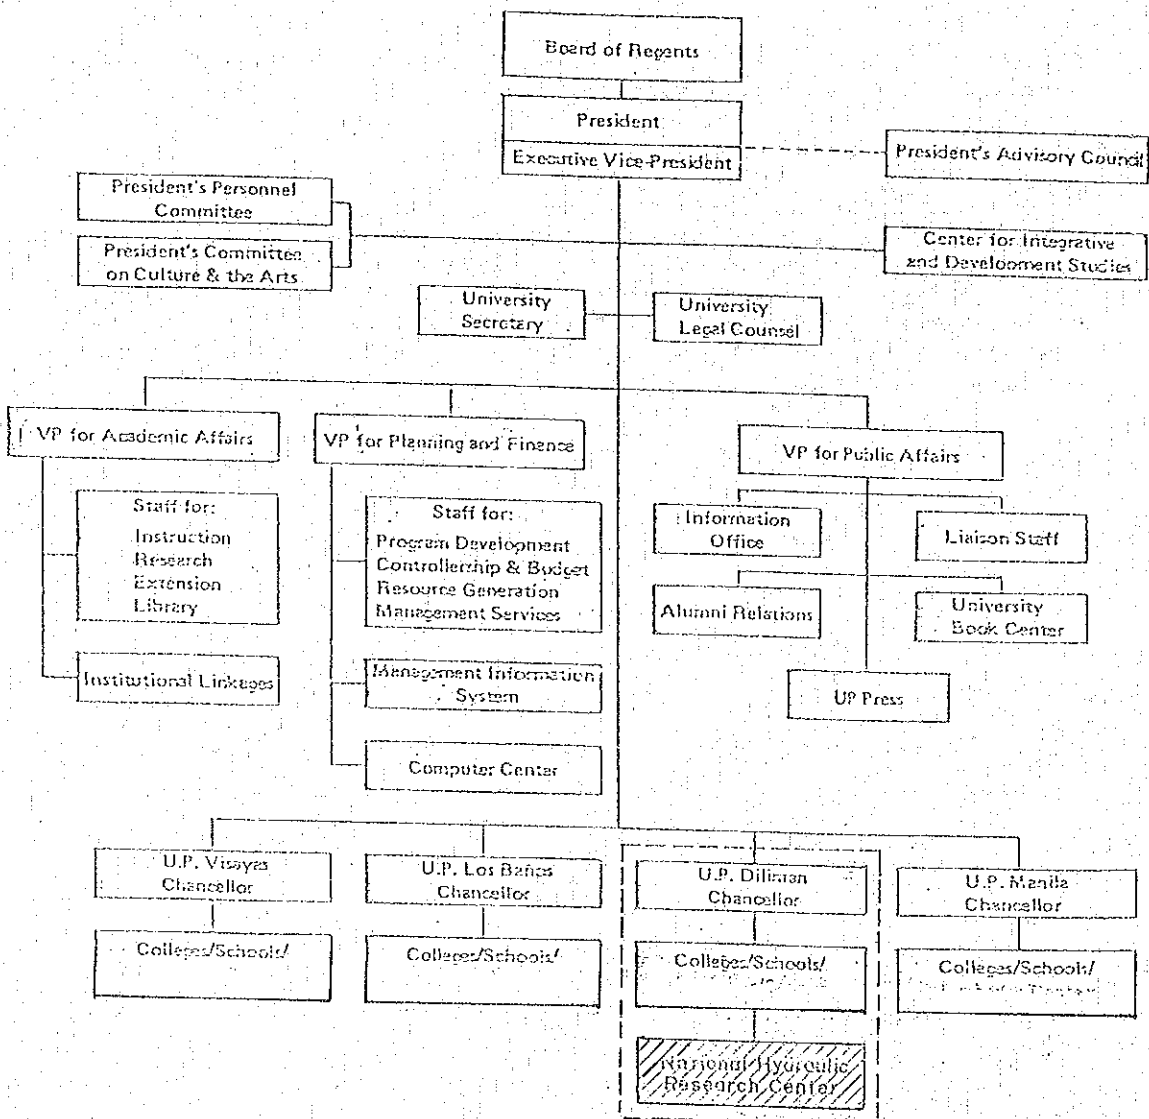 Board of Regents
President
Executive Vice-President
President's Advisory Council
President's Personnel
Committee
President's Committee
on Culture & the Arts
Center for Integrative
and Development Studies
University
Secretary
University
Legal Counsel
VP for Academic Affairs
VP for Planning and Finance
VP for Public Affairs
Staff for:
Instruction
Research
Extension
Library
Institutional Linkages
Staff for:
Program Development
Controllership & Budget
Resource Generation
Management Services
Management Information
System
Computer Center
Information
Office
Liaison Staff
Alumni Relations
University
Book Center
UP Press
U.P. Visayas
Chancellor
U.P. Los Baños
Chancellor
U.P. Diliman
Chancellor
U.P. Manila
Chancellor
Colleges/Schools/
Colleges/Schools/
Colleges/Schools/
Colleges/Schools/
National Hydraulic
Research Center